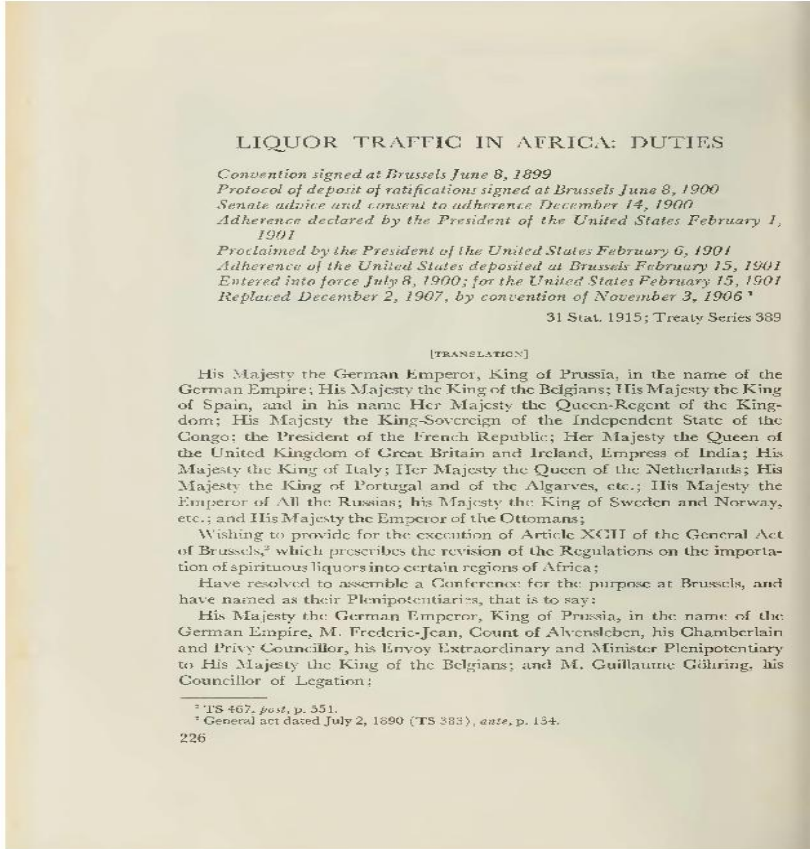 LIQUOR TRAFFIC IN AFRICA: DUTIES
Convention signed at Brussels June 8, 1899
Protocol of deposit of ratifications signed at Brussels June 8, 1900
Senate advice and consent to adherence December 14, 1900
Adherence declared by the President of the United States February 1,
1901
Proclaimed by the President of the United States February 6, 1901
Adherence of the United States deposited at Brussels February 15, 1901
Entered into force July 8, 1900; for the United States February 15, 1901
Replaced December 2, 1907, by convention of November 3, 1906 ¹
31 Stat. 1915; Treaty Series 389
[TRANSLATION]
His Majesty the German Emperor, King of Prussia, in the name of the
German Empire; His Majesty the King of the Belgians; His Majesty the King
of Spain, and in his name Her Majesty the Queen-Regent of the King-
dom; His Majesty the King-Sovereign of the Independent State of the
Congo; the President of the French Republic; Her Majesty the Queen of
the United Kingdom of Great Britain and Ireland, Empress of India; His
Majesty the King of Italy; Her Majesty the Queen of the Netherlands; His
Majesty the King of Portugal and of the Algarves, etc.; His Majesty the
Emperor of All the Russias; his Majesty the King of Sweden and Norway,
etc.; and His Majesty the Emperor of the Ottomans;
Wishing to provide for the execution of Article XCII of the General Act
of Brussels,² which prescribes the revision of the Regulations on the importa-
tion of spirituous liquors into certain regions of Africa;
Have resolved to assemble a Conference for the purpose at Brussels, and
have named as their Plenipotentiaries, that is to say:
His Majesty the German Emperor, King of Prussia, in the name of the
German Empire, M. Frederic-Jean, Count of Alvensleben, his Chamberlain
and Privy Councillor, his Envoy Extraordinary and Minister Plenipotentiary
to His Majesty the King of the Belgians; and M. Guillaume Göhring, his
Councillor of Legation;
¹ TS 467, post, p. 551.
² General act dated July 2, 1890 (TS 383), ante, p. 134.
226